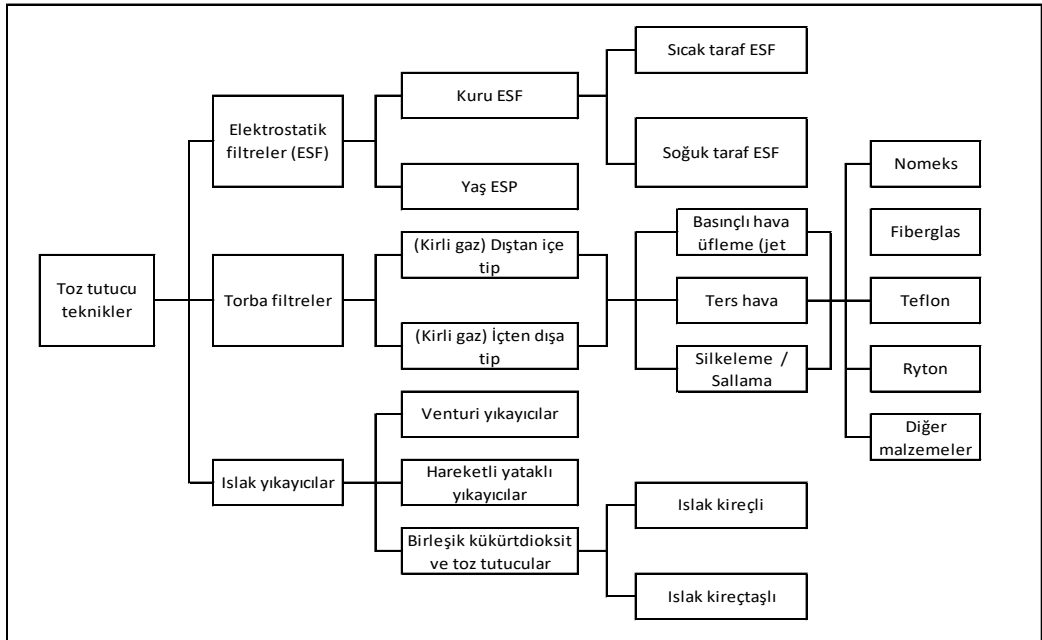 Toz tutucu
teknikler
Elektrostatik
filtreler (ESF)
Torba filtreler
Islak yıkayıcılar
Kuru ESF
Yaş ESP
(Kirli gaz) Dıştan içe
tip
(Kirli gaz) İçten dışa
tip
Venturi yıkayıcılar
Hareketli yataklı
yıkayıcılar
Birleşik kükürtdioksit
ve toz tutucular
Sıcak taraf ESF
Soğuk taraf ESF
Basınçlı hava
üfleme (jet
Ters hava
Silkeleme /
Sallama
Islak kireçli
Islak kireçtaşlı
Nomeks
Fiberglas
Teflon
Ryton
Diğer
malzemeler